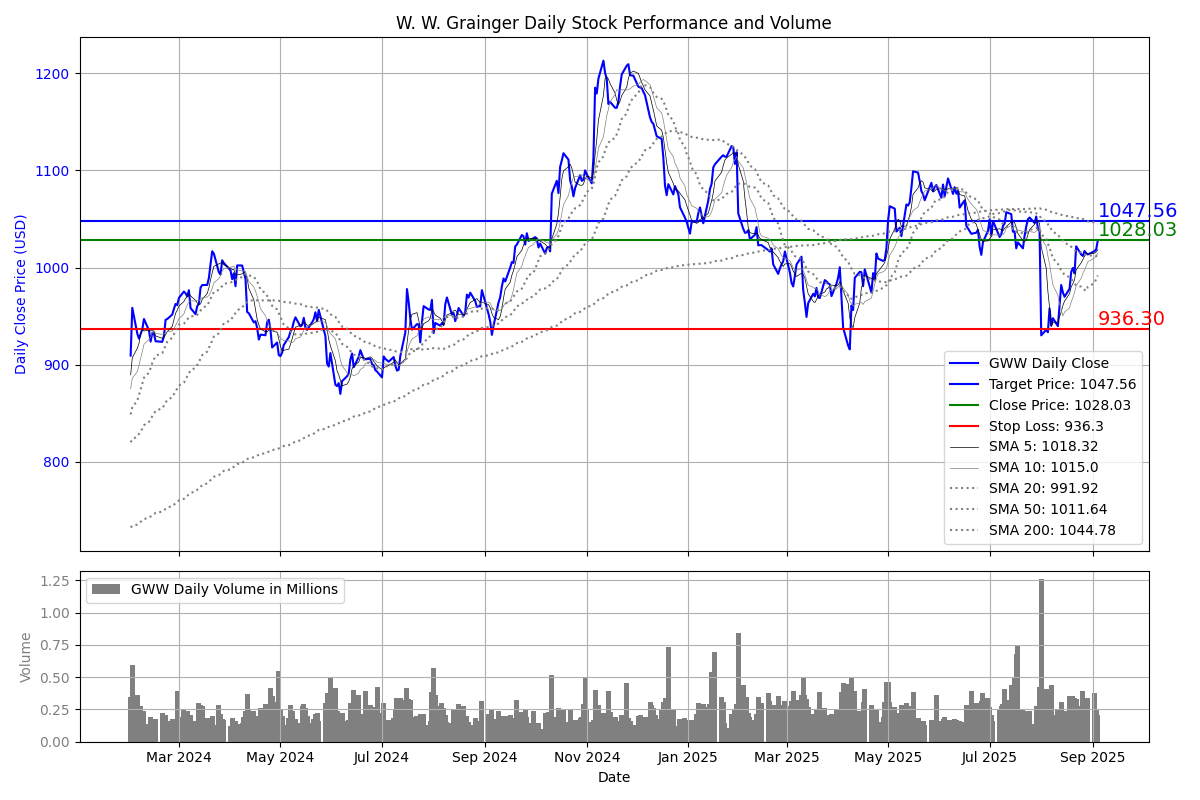 W. W. Grainger Daily Stock Performance and Volume
Daily Close Price (USD)
1200
1100
1000
900
800
1047.56
1028.03
936.30
GWW Daily Close
Target Price: 1047.56
Close Price: 1028.03
Stop Loss: 936.3
SMA 5: 1018.32
SMA 10: 1015.0
SMA 20: 991.92
SMA 50: 1011.64
SMA 200: 1044.78
Volume
1.25
1.00
0.75
0.50
0.25
0.00
GWW Daily Volume in Millions
Mar 2024 May 2024 Jul 2024 Sep 2024 Nov 2024 Jan 2025 Mar 2025 May 2025 Jul 2025 Sep 2025
Date